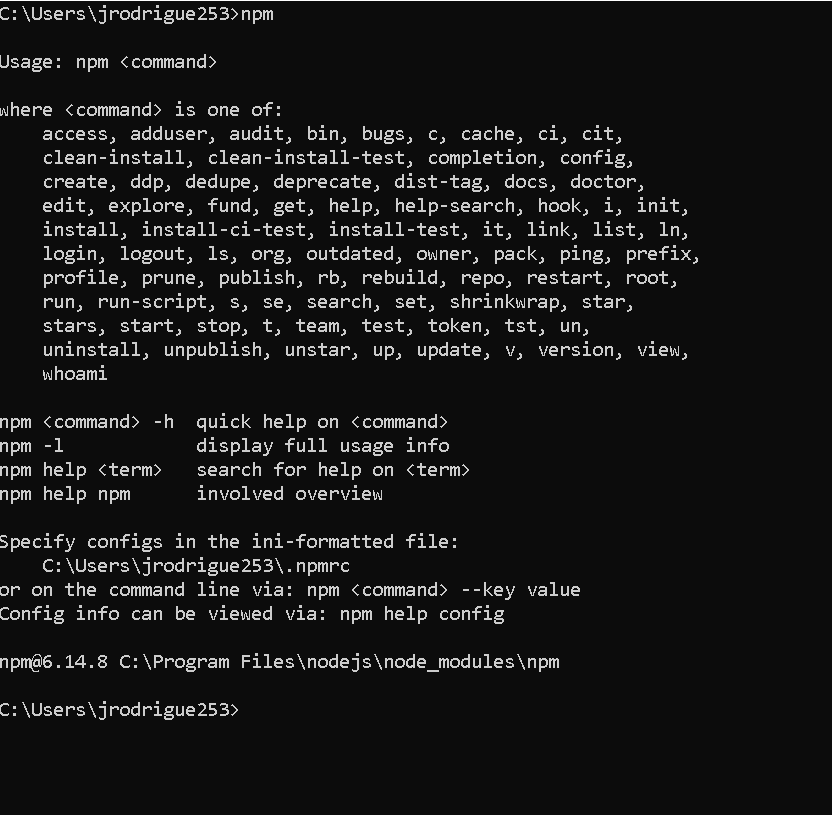 C:\Users\jrodrigue253>npm
Usage: npm <command>
where <command> is one of:
    access, adduser, audit, bin, bugs, c, cache, ci, cit,
    clean-install, clean-install-test, completion, config,
    create, ddp, dedupe, deprecate, dist-tag, docs, doctor,
    edit, explore, fund, get, help, help-search, hook, i, init,
    install, install-ci-test, install-test, it, link, list, ln,
    login, logout, ls, org, outdated, owner, pack, ping, prefix,
    profile, prune, publish, rb, rebuild, repo, restart, root,
    run, run-script, s, se, search, set, shrinkwrap, star,
    stars, start, stop, t, team, test, token, tst, un,
    uninstall, unpublish, unstar, up, update, v, version, view,
    whoami
npm <command> -h  quick help on <command>
npm -l            display full usage info
npm help <term>   search for help on <term>
npm help npm      involved overview
Specify configs in the ini-formatted file:
    C:\Users\jrodrigue253\.npmrc
or on the command line via: npm <command> --key value
Config info can be viewed via: npm help config
npm@6.14.8 C:\Program Files\nodejs\node_modules\npm
C:\Users\jrodrigue253>